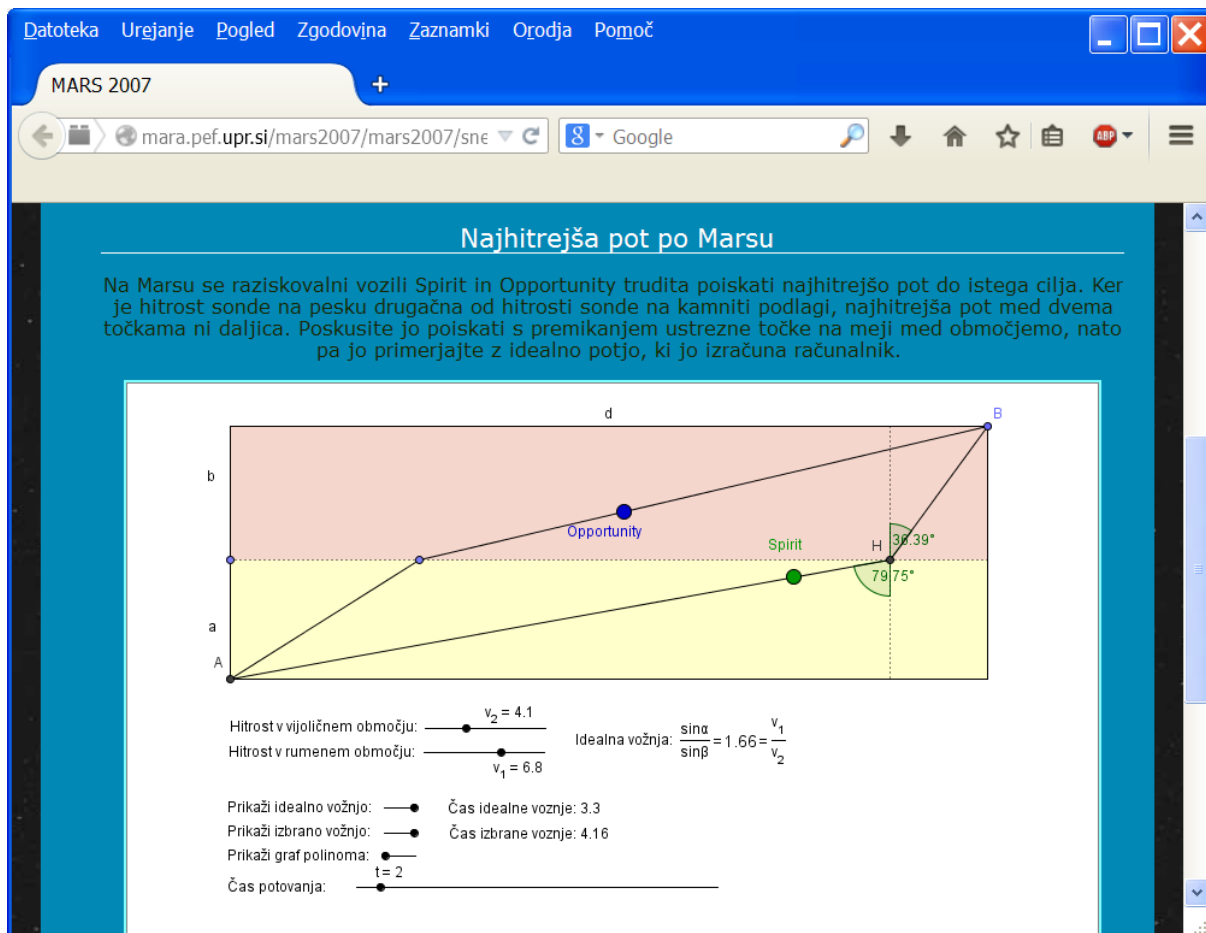 Datoteka Urejanje Pogled Zgodovina Zaznamki Orodja Pomoč
MARS 2007 +
mara.pef.upr.si/mars2007/mars2007/sne 8 Google ABP
Najhitrejša pot po Marsu
Na Marsu se raziskovalni vozili Spirit in Opportunity trudita poiskati najhitrejšo pot do istega cilja. Ker
je hitrost sonde na pesku drugačna od hitrosti sonde na kamniti podlagi, najhitrejša pot med dvema
točkama ni daljica. Poskusite jo poiskati s premikanjem ustrezne točke na meji med območjemo, nato
pa jo primerjajte z idealno potjo, ki jo izračuna računalnik.
d
B
b
Opportunity
Spirit
H
36.39°
79.75°
a
A
Hitrost v vijoličnem območju: v₂ = 4.1
Hitrost v rumenem območju: v₁ = 6.8
Idealna vožnja: sinα/sinβ = 1.66 = v₁/v₂
Prikaži idealno vožnjo: Čas idealne voznje: 3.3
Prikaži izbrano vožnjo: Čas izbrane voznje: 4.16
Prikaži graf polinoma:
t = 2
Čas potovanja: